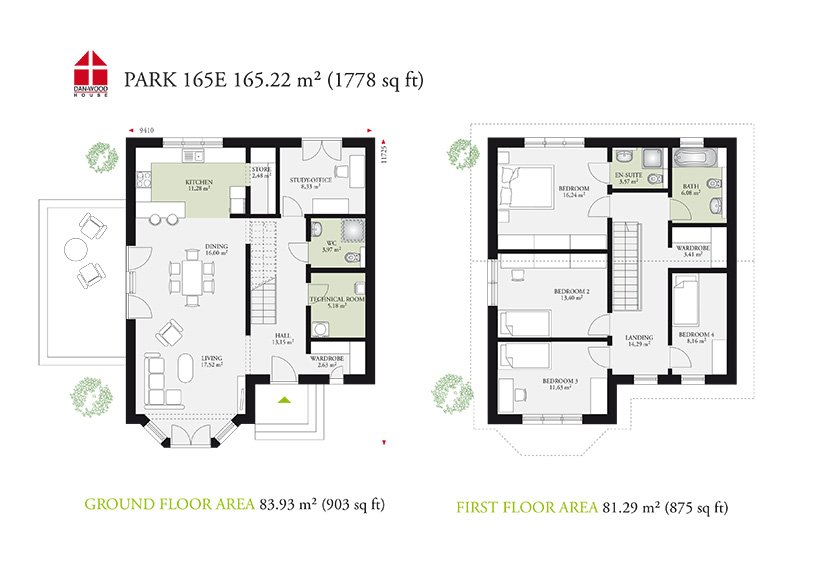 PARK 165E 165.22 m² (1778 sq ft)
DAN-WOOD
HOUSE
9410
11725
KITCHEN
11,28 m²
STORE
2,48 m²
STUDY-OFFICE
8,33 m²
DINING
16,00 m²
WC
3,97 m²
TECHNICAL ROOM
5,18 m²
HALL
13,15 m²
LIVING
17,52 m²
WARDROBE
2,63 m²
BEDROOM
16,24 m²
EN-SUITE
3,57 m²
BATH
6,08 m²
WARDROBE
3,41 m²
BEDROOM 2
13,40 m²
LANDING
14,29 m²
BEDROOM 4
8,16 m²
BEDROOM 3
11,63 m²
GROUND FLOOR AREA 83.93 m² (903 sq ft)
FIRST FLOOR AREA 81.29 m² (875 sq ft)